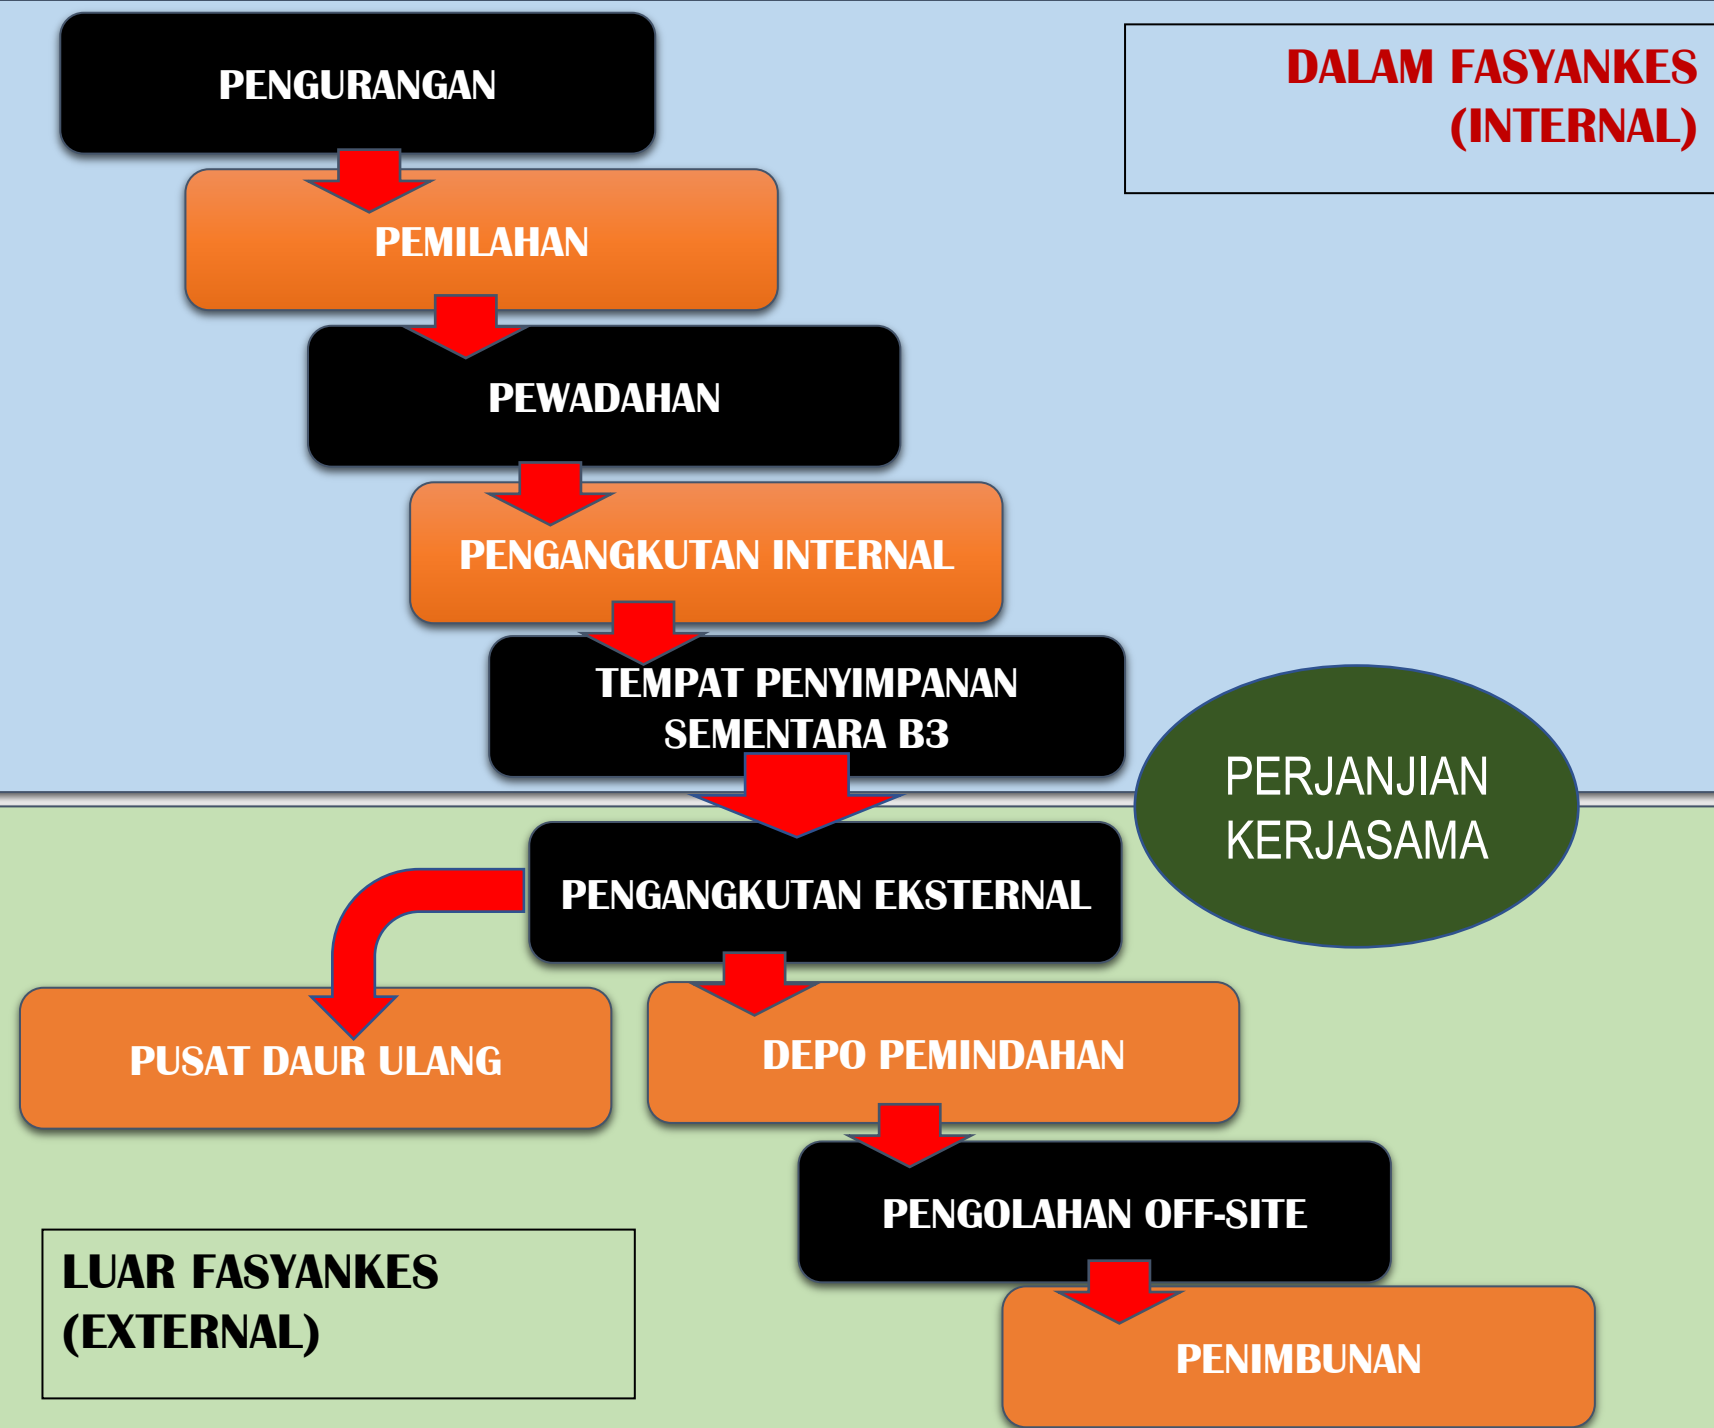 PENGURANGAN
DALAM FASYANKES
(INTERNAL)
PEMILAHAN
PEWADAHAN
PENGANGKUTAN INTERNAL
TEMPAT PENYIMPANAN
SEMENTARA B3
PERJANJIAN
KERJASAMA
PENGANGKUTAN EKSTERNAL
PUSAT DAUR ULANG
DEPO PEMINDAHAN
PENGOLAHAN OFF-SITE
LUAR FASYANKES
(EXTERNAL)
PENIMBUNAN